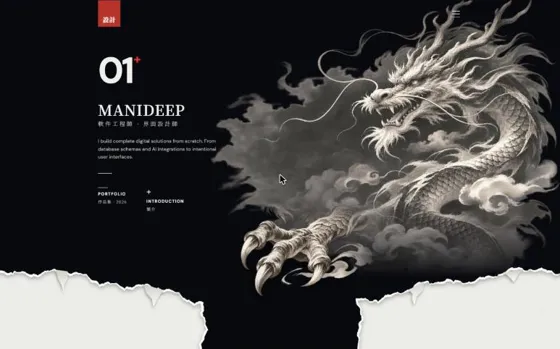 設計
01+
MANIDEEP
軟件工程師 · 界面設計師
I build complete digital solutions from scratch. From
database schemas and AI integrations to intentional
user interfaces.
PORTFOLIO
作品集 · 2026
+
INTRODUCTION
簡介